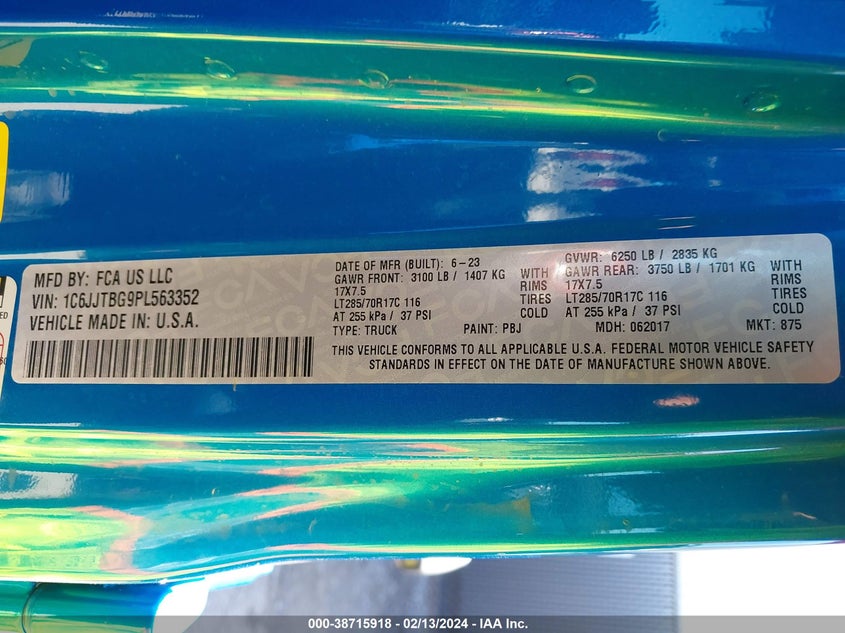 MFD BY: FCA US LLC
VIN: 1C6JJTBG9PL563352
VEHICLE MADE IN: U.S.A.
DATE OF MFR (BUILT): 6-23
GAWR FRONT: 3100 LB / 1407 KG WITH
17X7.5 RIMS
LT285/70R17C 116 TIRES
AT 255 kPa / 37 PSI COLD
TYPE: TRUCK PAINT: PBJ
GVWR: 6250 LB / 2835 KG
GAWR REAR: 3750 LB / 1701 KG WITH
17X7.5 RIMS
LT285/70R17C 116 TIRES
AT 255 kPa / 37 PSI COLD
MDH: 062017 MKT: 875
THIS VEHICLE CONFORMS TO ALL APPLICABLE U.S.A. FEDERAL MOTOR VEHICLE SAFETY
STANDARDS IN EFFECT ON THE DATE OF MANUFACTURE SHOWN ABOVE.
000-38715918 - 02/13/2024 - IAA Inc.